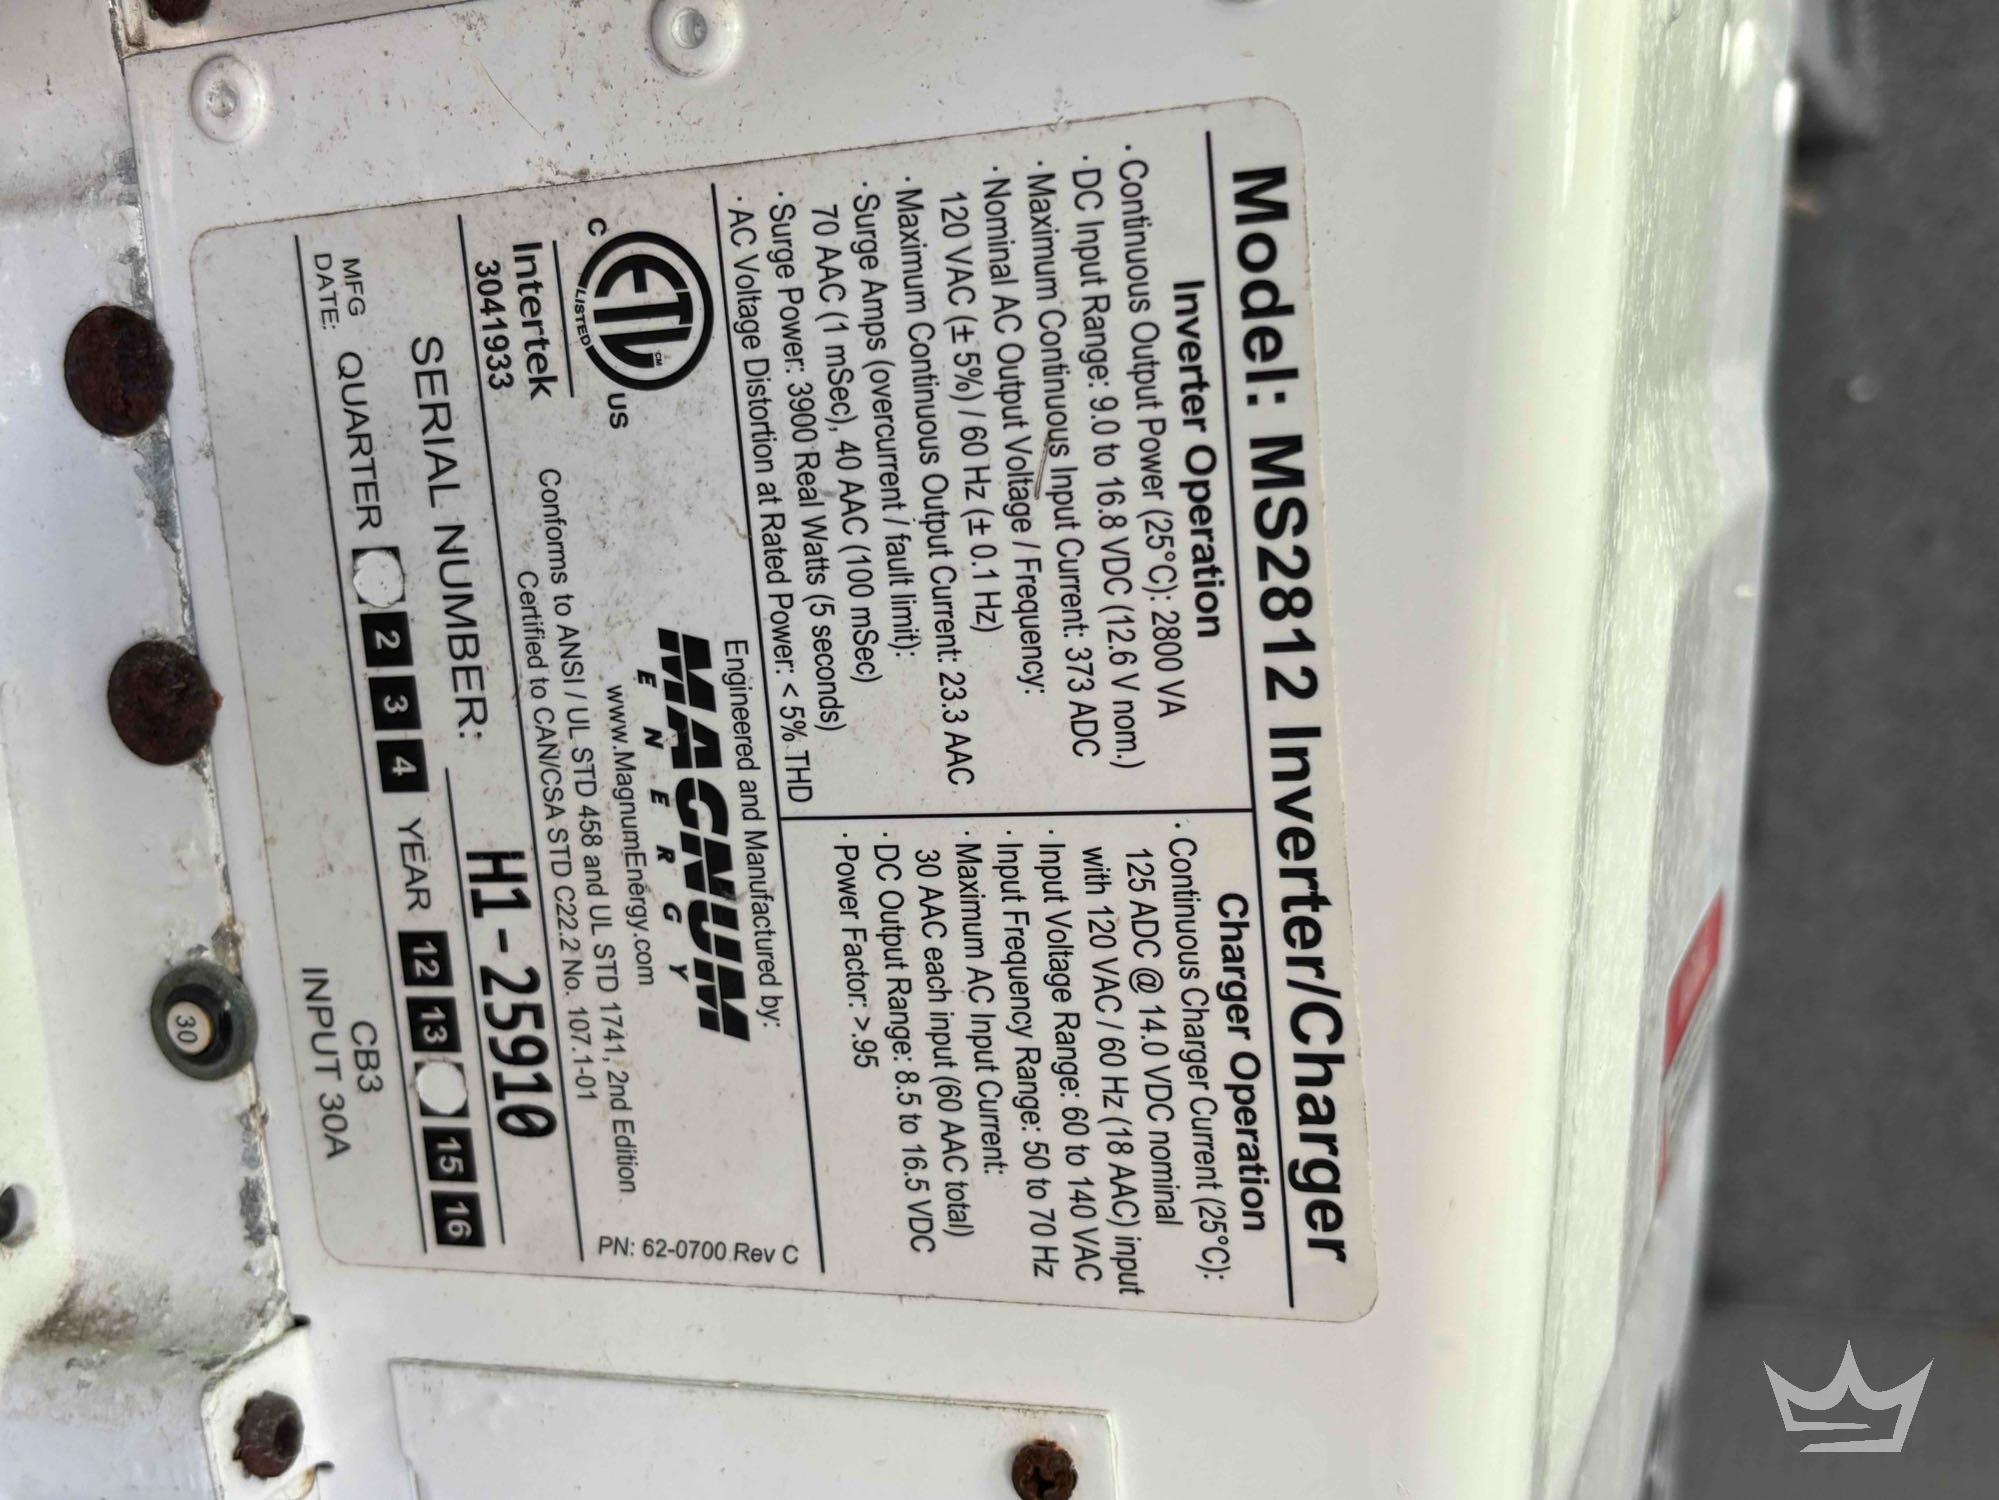 Model: MS2812 Inverter/Charger
Inverter Operation
· Continuous Output Power (25°C): 2800 VA
· DC Input Range: 9.0 to 16.8 VDC (12.6 V nom.)
· Maximum Continuous Input Current: 373 ADC
· Nominal AC Output Voltage / Frequency:
120 VAC (± 5%) / 60 Hz (± 0.1 Hz)
· Maximum Continuous Output Current: 23.3 AAC
· Surge Amps (overcurrent / fault limit):
70 AAC (1 mSec), 40 AAC (100 mSec)
· Surge Power: 3900 Real Watts (5 seconds)
· AC Voltage Distortion at Rated Power: < 5% THD
Charger Operation
· Continuous Charger Current (25°C):
125 ADC @ 14.0 VDC nominal
with 120 VAC / 60 Hz (18 AAC) input
· Input Voltage Range: 60 to 140 VAC
· Input Frequency Range: 50 to 70 Hz
· Maximum AC Input Current:
30 AAC each input (60 AAC total)
· DC Output Range: 8.5 to 16.5 VDC
· Power Factor: >.95
ETL CM
LISTED
C US
Intertek
3041933
Engineered and Manufactured by:
MAGNUM
ENERGY
www.MagnumEnergy.com
Conforms to ANSI / UL STD 458 and UL STD 1741, 2nd Edition
Certified to CAN/CSA STD C22.2 No. 107.1-01
PN: 62-0700 Rev C
SERIAL NUMBER: H1-25910
MFG
DATE: QUARTER 2 3 4 YEAR 12 13 15 16
CB3
INPUT 30A
30